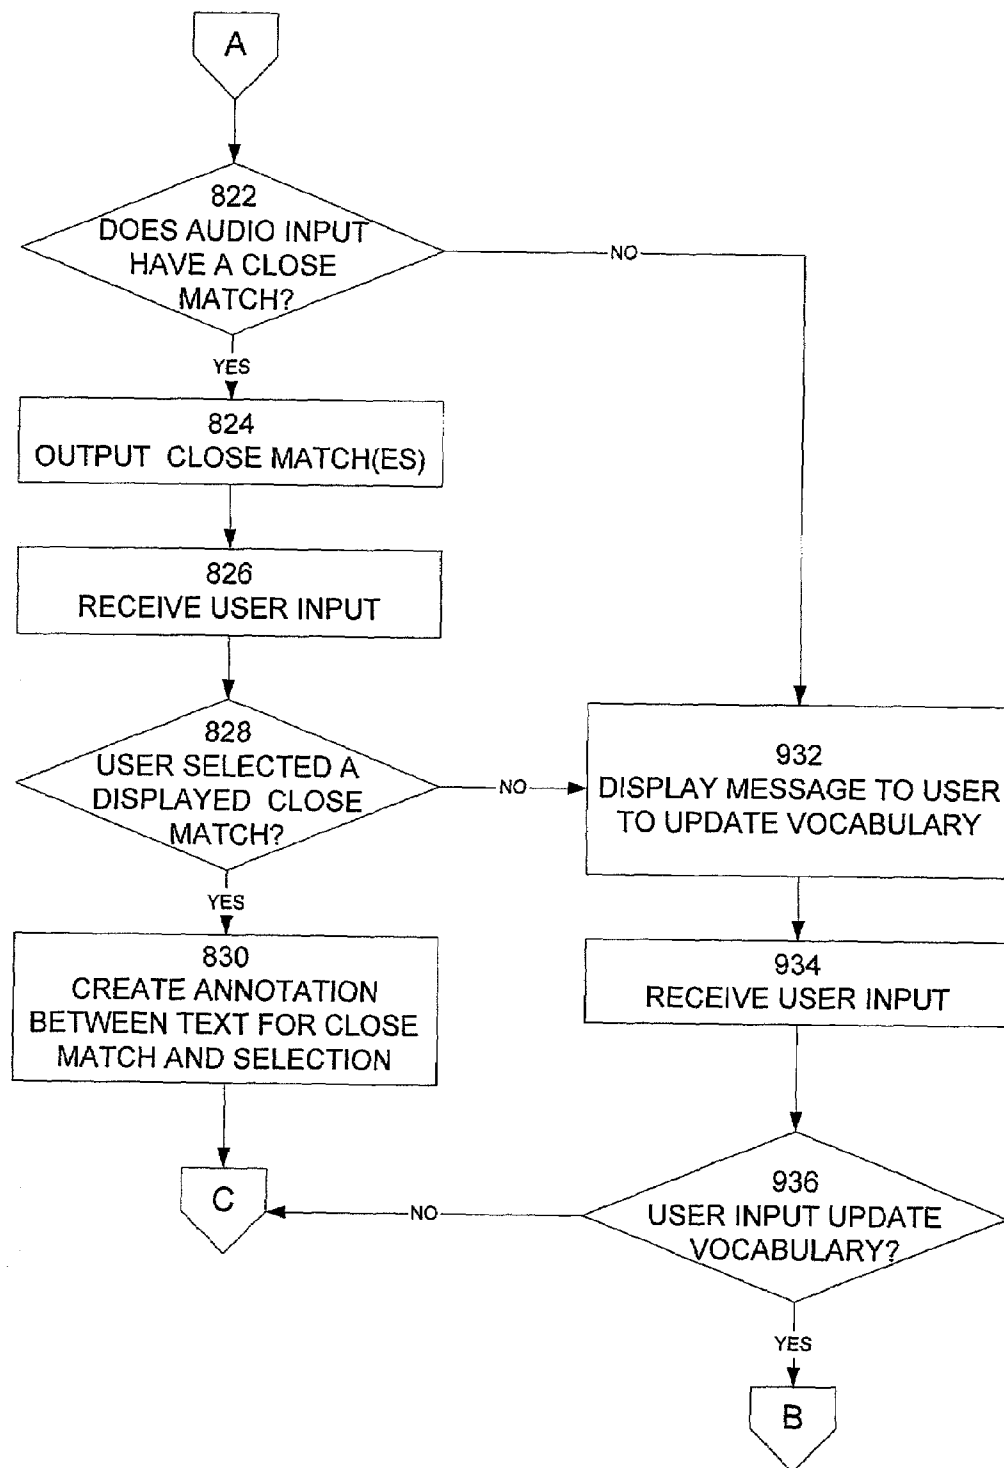 A
822
DOES AUDIO INPUT
HAVE A CLOSE
MATCH?
NO
YES
824
OUTPUT CLOSE MATCH(ES)
826
RECEIVE USER INPUT
828
USER SELECTED A
DISPLAYED CLOSE
MATCH?
NO
932
DISPLAY MESSAGE TO USER
TO UPDATE VOCABULARY
YES
830
CREATE ANNOTATION
BETWEEN TEXT FOR CLOSE
MATCH AND SELECTION
934
RECEIVE USER INPUT
C
NO
936
USER INPUT UPDATE
VOCABULARY?
YES
B